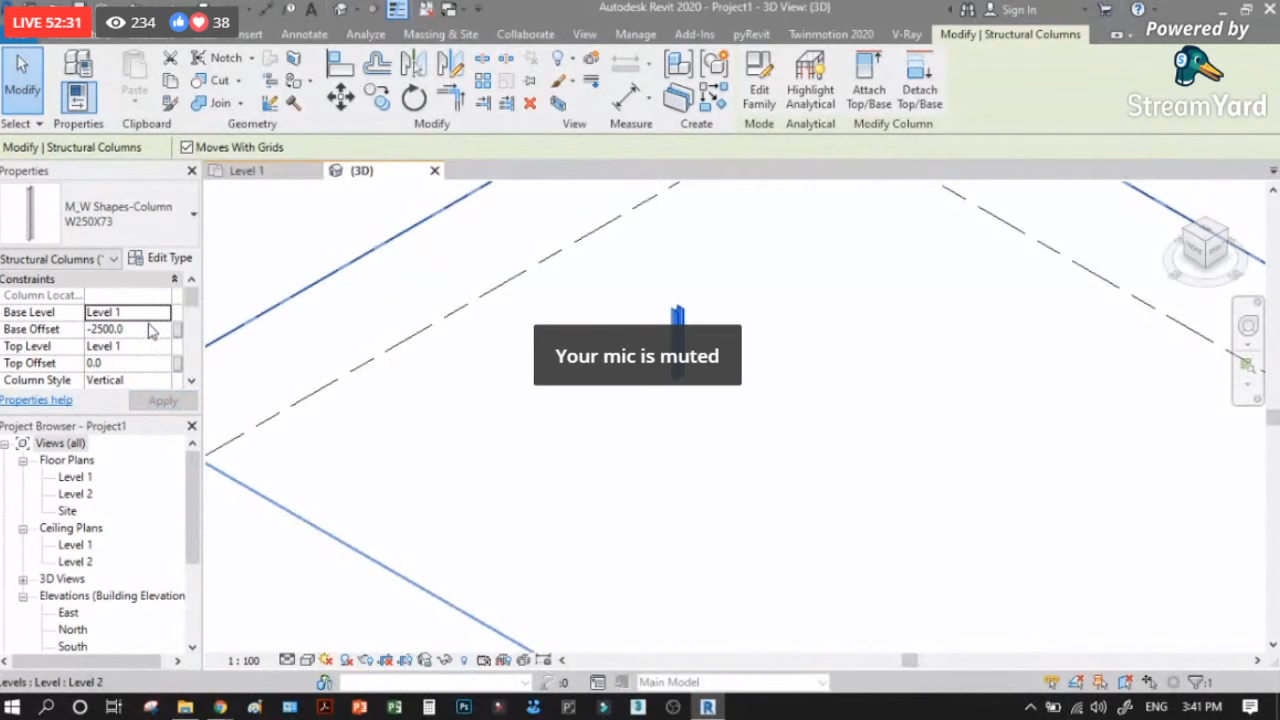 LIVE 52:31
234
38
Autodesk Revit 2020 - Project1 - 3D View: {3D}
Sign In
Annotate
Analyze
Massing & Site
Collaborate
View
Manage
Add-Ins
pyRevit
Twinmotion 2020
V-Ray
Modify | Structural Columns
Powered by
StreamYard
Modify
Select
Properties
Paste
Clipboard
Notch
Cut
Join
Geometry
Modify
View
Measure
Create
Edit
Family
Mode
Highlight
Analytical
Analytical
Attach
Top/Base
Detach
Top/Base
Modify Column
Modify | Structural Columns
Moves With Grids
Properties
Level 1
{3D}
M_W Shapes-Column
W250X73
Structural Columns (
Edit Type
Constraints
Column Locat...
Base Level
Level 1
Base Offset
-2500.0
Top Level
Level 1
Top Offset
0.0
Column Style
Vertical
Properties help
Apply
Your mic is muted
Project Browser - Project1
Views (all)
Floor Plans
Level 1
Level 2
Site
Ceiling Plans
Level 1
Level 2
3D Views
Elevations (Building Elevation
East
North
South
1 : 100
Levels : Level : Level 2
:0
Main Model
:1
ENG
3:41 PM